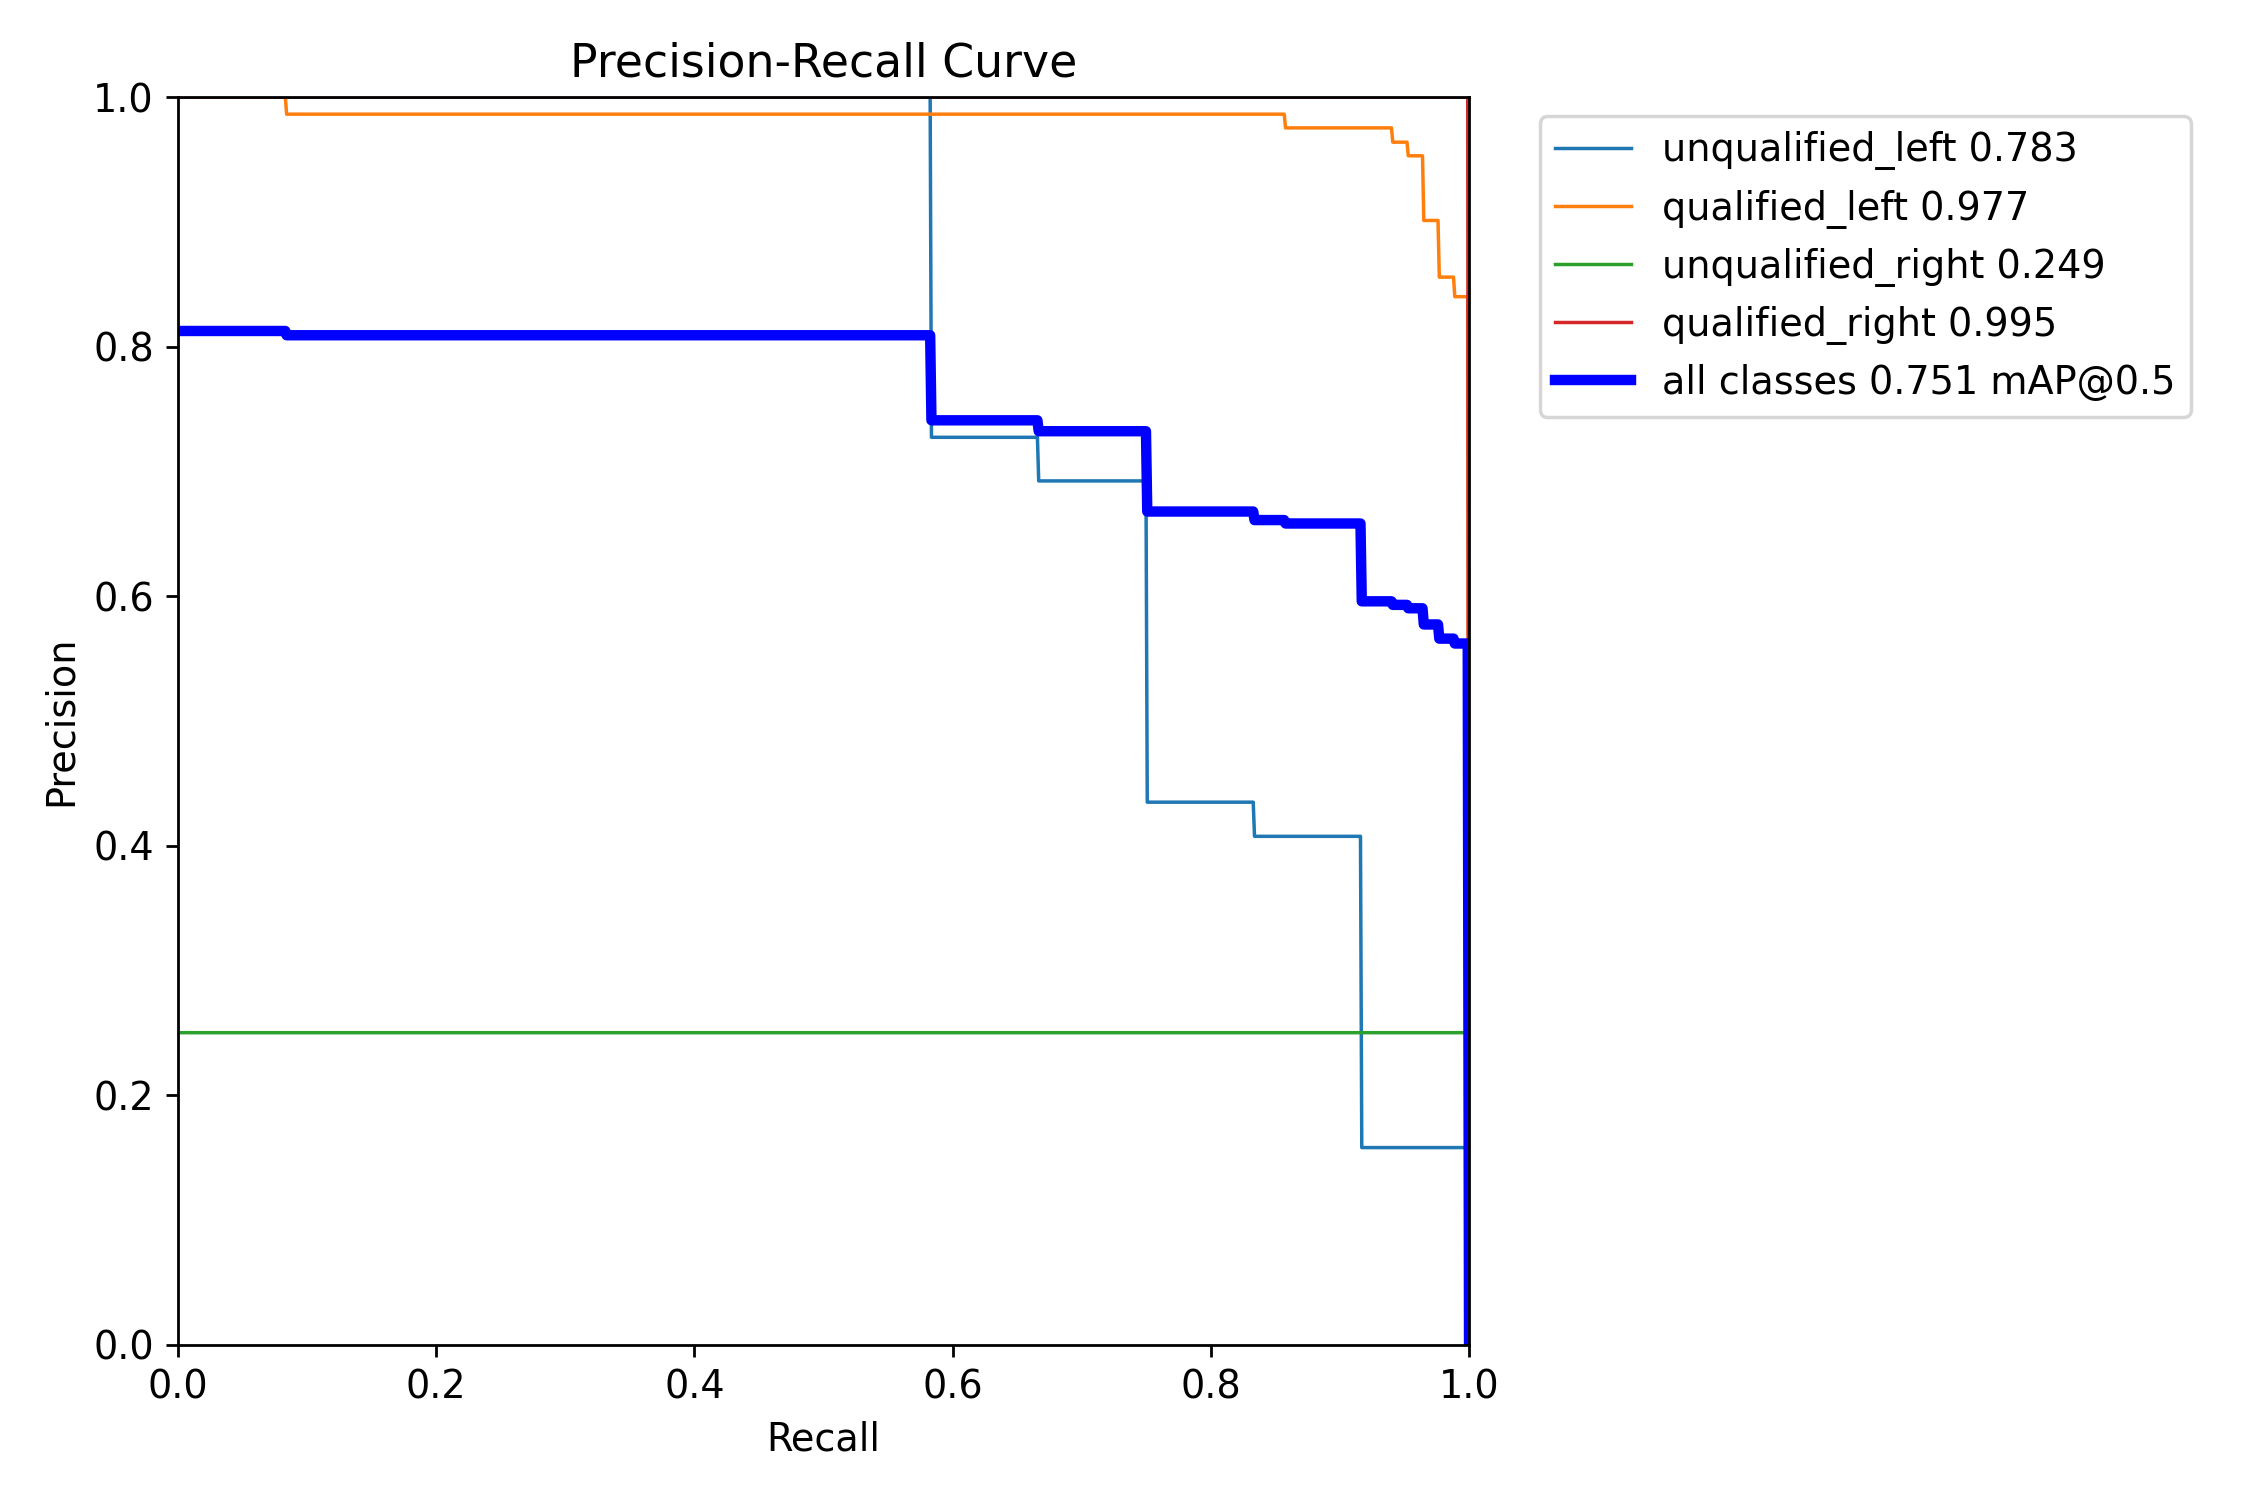 Precision-Recall Curve
1.0
0.8
0.6
0.4
0.2
0.0
Precision
0.0 0.2 0.4 0.6 0.8 1.0
Recall
unqualified_left 0.783
qualified_left 0.977
unqualified_right 0.249
qualified_right 0.995
all classes 0.751 mAP@0.5